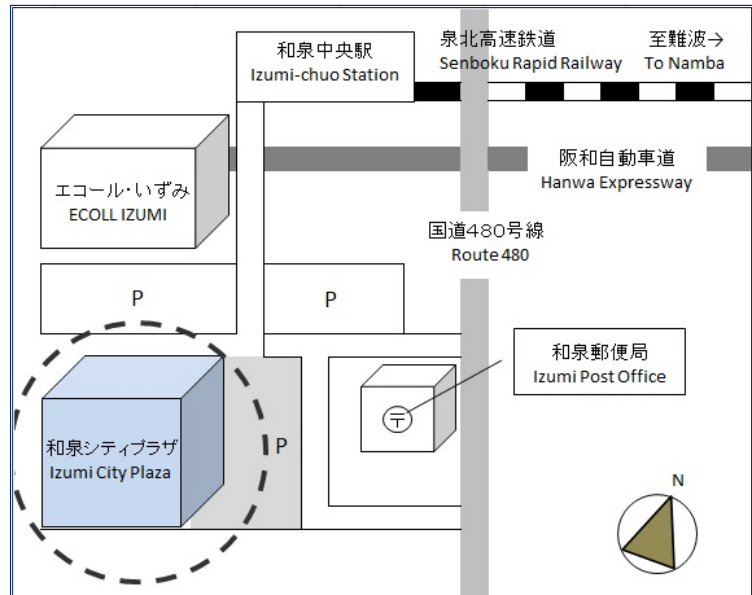 和泉中央駅
Izumi-chuo Station
泉北高速鉄道
Senboku Rapid Railway
至難波→
To Namba
阪和自動車道
Hanwa Expressway
エコール・いずみ
ECOLL IZUMI
国道480号線
Route 480
P
P
和泉郵便局
Izumi Post Office
〒
和泉シティプラザ
Izumi City Plaza
P
N